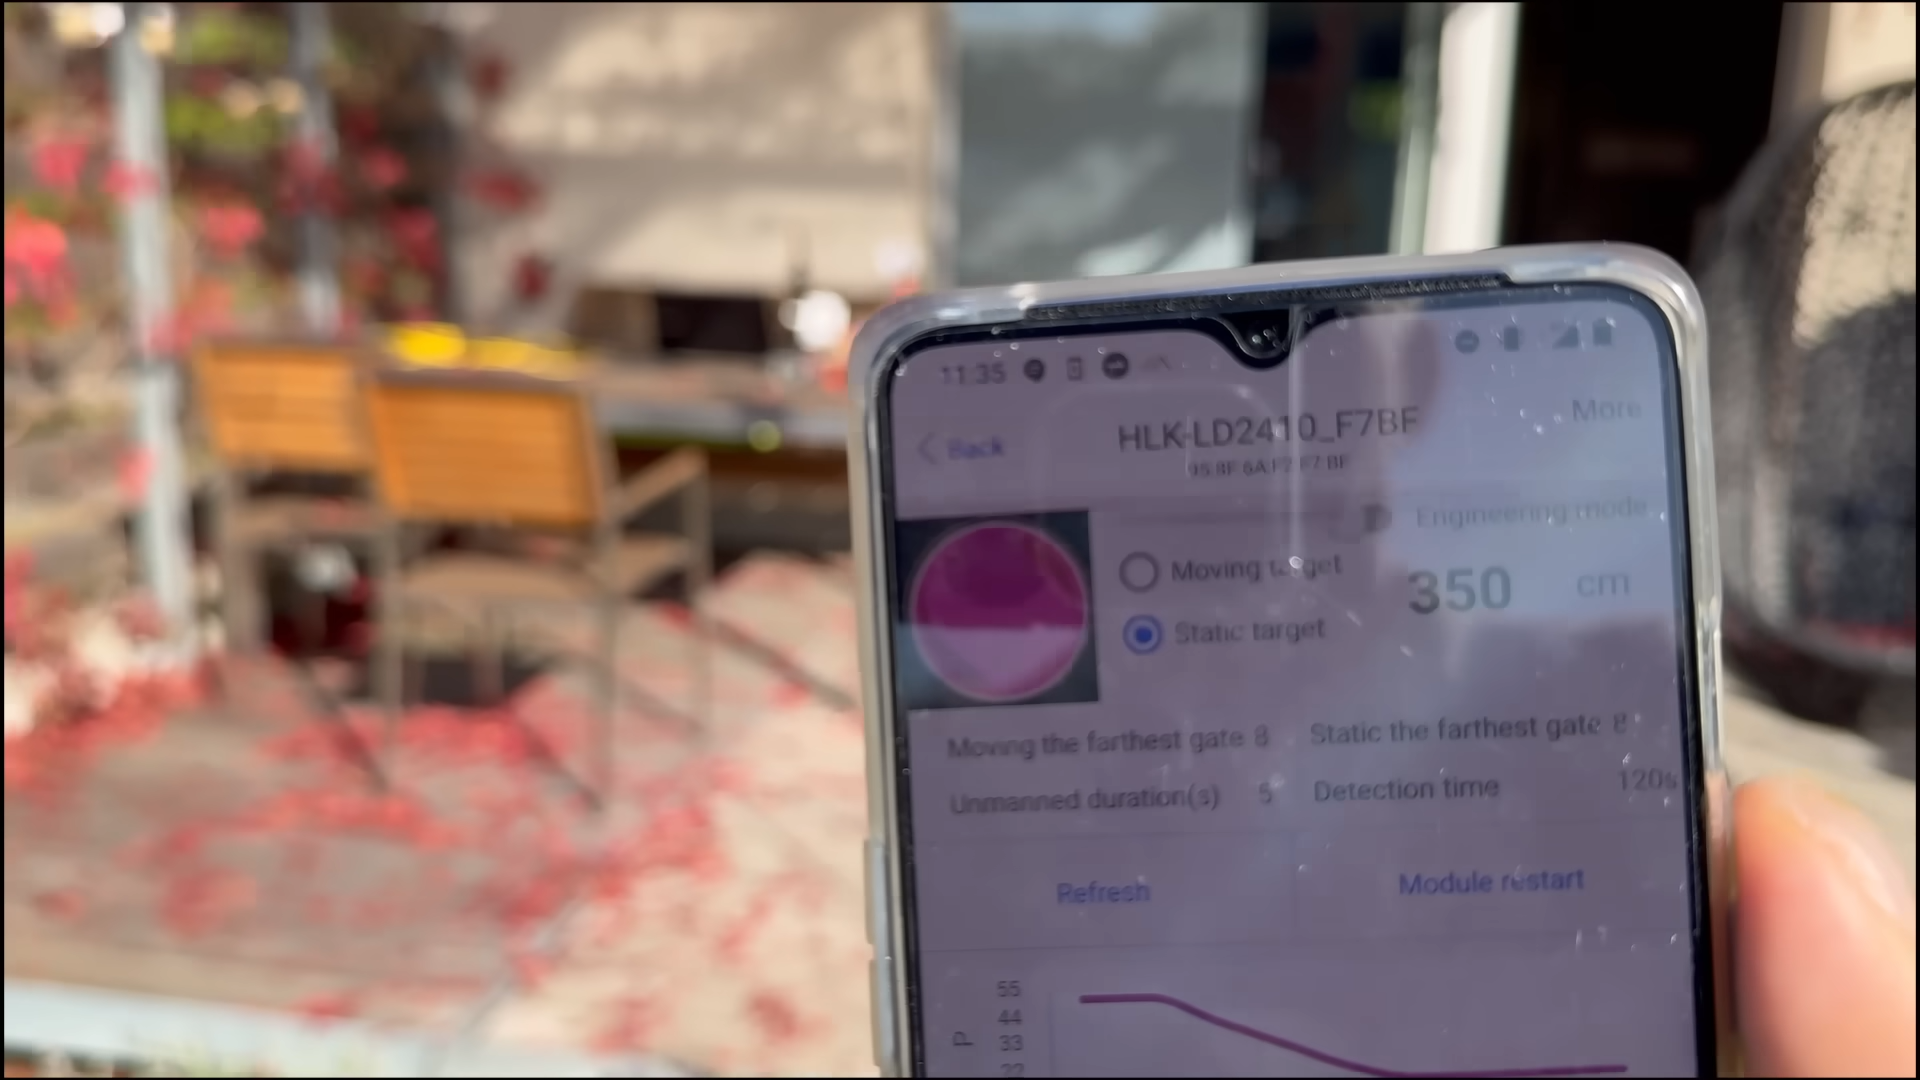 11:35
Back
HLK-LD2410_F7BF
More
Engineering mode
Moving target
350 cm
Static target
Moving the farthest gate 8
Static the farthest gate 8
Unmanned duration(s) 5
Detection time 120s
Refresh
Module restart
55
44
P
33
22